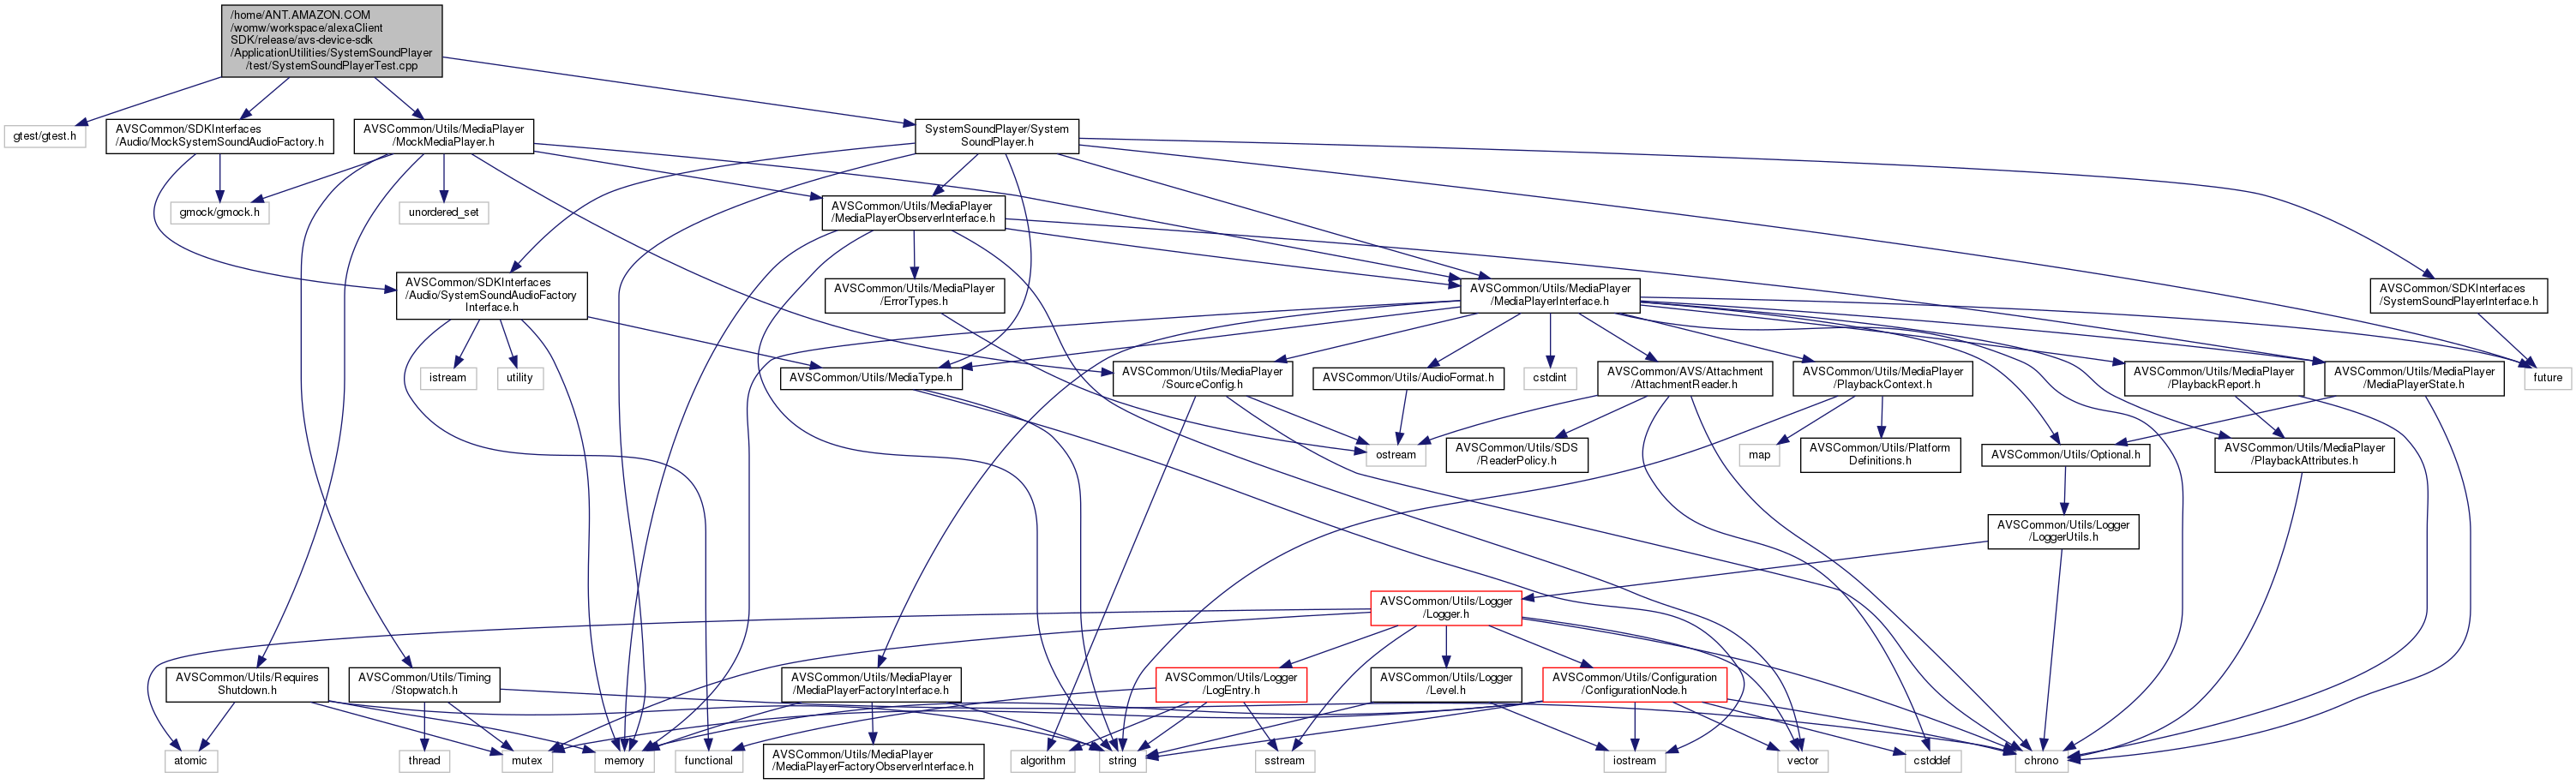 /home/ANT.AMAZON.COM
/womw/workspace/alexaClient
SDK/release/avs-device-sdk
/ApplicationUtilities/SystemSoundPlayer
/test/SystemSoundPlayerTest.cpp
gtest/gtest.h
AVSCommon/SDKInterfaces
/Audio/MockSystemSoundAudioFactory.h
AVSCommon/Utils/MediaPlayer
/MockMediaPlayer.h
SystemSoundPlayer/System
SoundPlayer.h
gmock/gmock.h
unordered_set
AVSCommon/Utils/MediaPlayer
/MediaPlayerObserverInterface.h
AVSCommon/SDKInterfaces
/Audio/SystemSoundAudioFactory
Interface.h
AVSCommon/Utils/MediaPlayer
/ErrorTypes.h
AVSCommon/Utils/MediaPlayer
/MediaPlayerInterface.h
AVSCommon/SDKInterfaces
/SystemSoundPlayerInterface.h
istream
utility
AVSCommon/Utils/MediaType.h
AVSCommon/Utils/MediaPlayer
/SourceConfig.h
AVSCommon/Utils/AudioFormat.h
cstdint
AVSCommon/AVS/Attachment
/AttachmentReader.h
AVSCommon/Utils/MediaPlayer
/PlaybackContext.h
AVSCommon/Utils/MediaPlayer
/PlaybackReport.h
AVSCommon/Utils/MediaPlayer
/MediaPlayerState.h
future
ostream
AVSCommon/Utils/SDS
/ReaderPolicy.h
map
AVSCommon/Utils/Platform
Definitions.h
AVSCommon/Utils/Optional.h
AVSCommon/Utils/MediaPlayer
/PlaybackAttributes.h
AVSCommon/Utils/Logger
/LoggerUtils.h
AVSCommon/Utils/Logger
/Logger.h
AVSCommon/Utils/Requires
Shutdown.h
AVSCommon/Utils/Timing
/Stopwatch.h
AVSCommon/Utils/MediaPlayer
/MediaPlayerFactoryInterface.h
AVSCommon/Utils/Logger
/LogEntry.h
AVSCommon/Utils/Logger
/Level.h
AVSCommon/Utils/Configuration
/ConfigurationNode.h
atomic
thread
mutex
memory
functional
AVSCommon/Utils/MediaPlayer
/MediaPlayerFactoryObserverInterface.h
algorithm
string
sstream
iostream
vector
cstddef
chrono